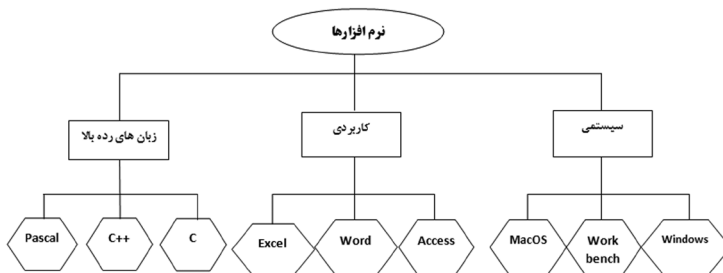 نرم افزارها
سیستمی
کاربردی
زبان های رده بالا
Windows
Work
bench
MacOS
Access
Word
Excel
C
C++
Pascal